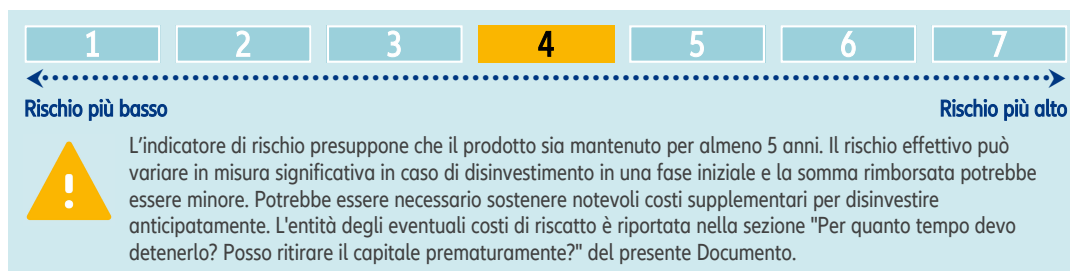 1 2 3 4 5 6 7
Rischio più basso Rischio più alto
L'indicatore di rischio presuppone che il prodotto sia mantenuto per almeno 5 anni. Il rischio effettivo può
variare in misura significativa in caso di disinvestimento in una fase iniziale e la somma rimborsata potrebbe
essere minore. Potrebbe essere necessario sostenere notevoli costi supplementari per disinvestire
anticipatamente. L'entità degli eventuali costi di riscatto è riportata nella sezione "Per quanto tempo devo
detenerlo? Posso ritirare il capitale prematuramente?" del presente Documento.